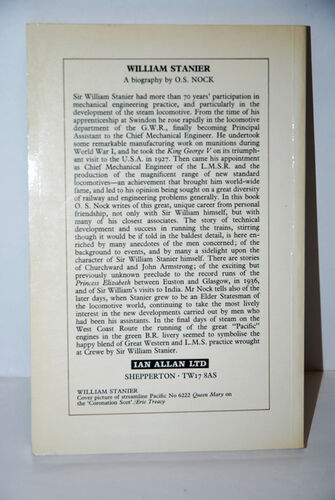 WILLIAM STANIER
A biography by O.S. NOCK
Sir William Stanier had more than 70 years' participation in
mechanical engineering practice, and particularly in the
development of the steam locomotive. From the time of his
apprenticeship at Swindon he rose rapidly in the locomotive
department of the G.W.R., finally becoming Principal
Assistant to the Chief Mechanical Engineer. He undertook
some remarkable manufacturing work on munitions during
World War I, and he took the King George V on its triumph-
ant visit to the U.S.A. in 1927. Then came his appointment
as Chief Mechanical Engineer of the L.M.S.R. and the
production of the magnificent range of new standard
locomotives—an achievement that brought him world-wide
fame, and led to his opinion being sought on a great diversity
of railway and engineering problems generally. In this book
O. S. Nock writes of this great, unique career from personal
friendship, not only with Sir William himself, but with
many of his closest associates. The story of technical
development and success in running the trains, stirring
though it would be if told in the baldest detail, is here en-
riched by many anecdotes of the men concerned; of the
background to events, and by many a sidelight upon the
character of Sir William Stanier himself. There are stories
of Churchward and John Armstrong; of the exciting but
previously unknown prelude to the record runs of the
Princess Elizabeth between Euston and Glasgow, in 1936,
and of Sir William's visits to India. Mr Nock tells also of the
later days, when Stanier grew to be an Elder Statesman of
the locomotive world, continuing to take the most lively
interest in the new developments carried out by men who
had been his assistants. In the final days of steam on the
West Coast Route the running of the great "Pacific"
engines in the green B.R. livery seemed to symbolise the
happy blend of Great Western and L.M.S. practice wrought
at Crewe by Sir William Stanier.
IAN ALLAN LTD
SHEPPERTON · TW17 8AS
WILLIAM STANIER
Cover picture of streamline Pacific No 6222 Queen Mary on
the 'Coronation Scot' /Eric Treacy